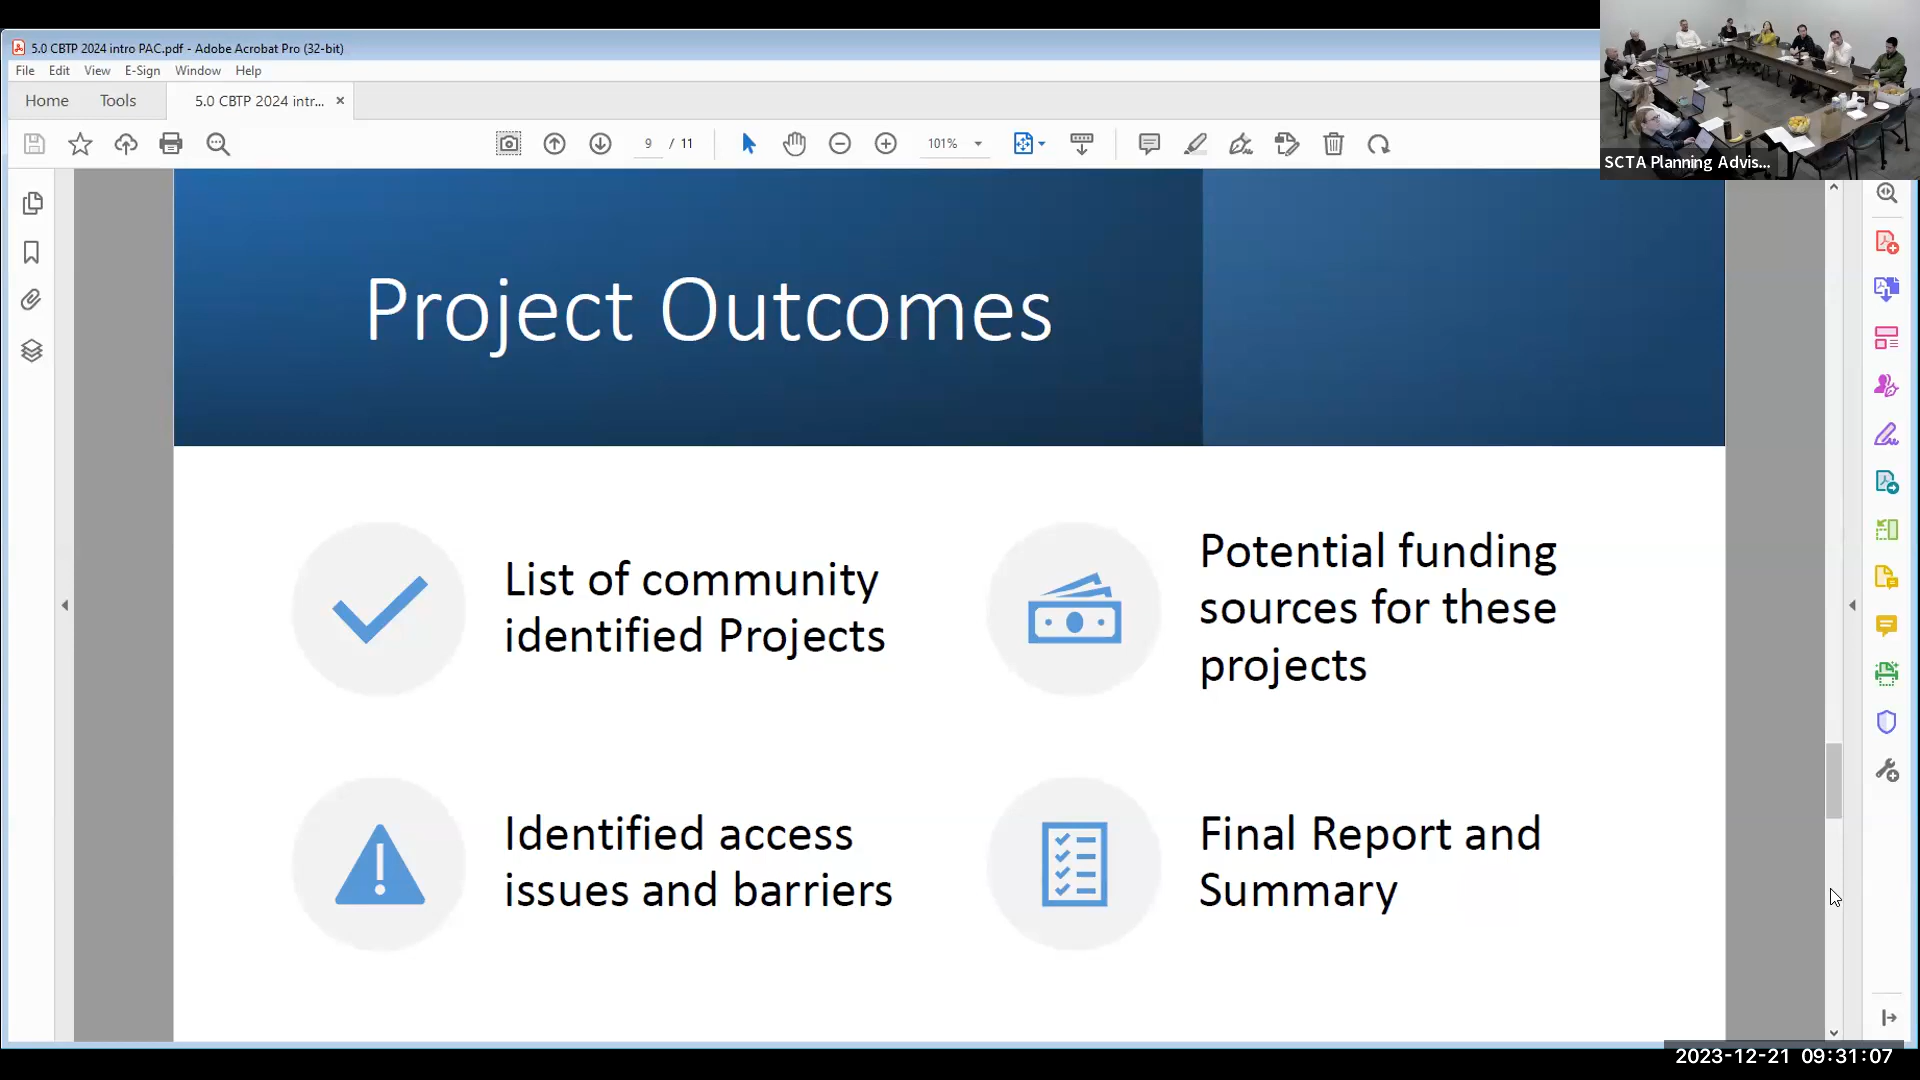 5.0 CBTP 2024 intro PAC.pdf - Adobe Acrobat Pro (32-bit)
File Edit View E-Sign Window Help
Home Tools 5.0 CBTP 2024 intr... ×
9 / 11 101%
SCTA Planning Advis...
Project Outcomes
List of community
identified Projects
Potential funding
sources for these
projects
Identified access
issues and barriers
Final Report and
Summary
2023-12-21 09:31:07